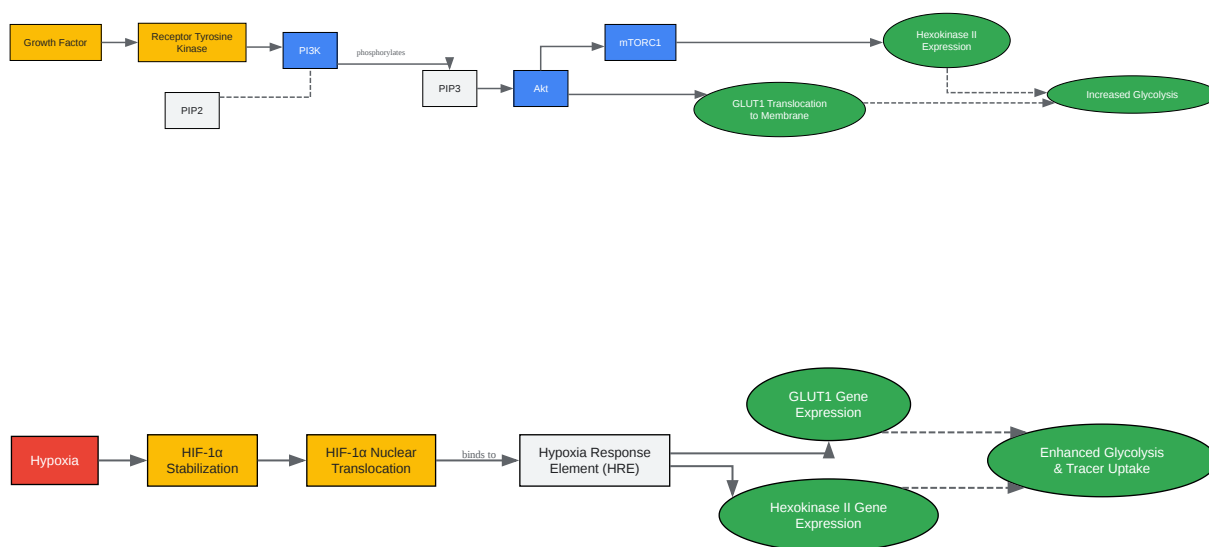 Growth Factor
Receptor Tyrosine
Kinase
PI3K
phosphorylates
PIP2
PIP3
Akt
mTORC1
Hexokinase II
Expression
GLUT1 Translocation
to Membrane
Increased Glycolysis
Hypoxia
HIF-1α
Stabilization
HIF-1α Nuclear
Translocation
binds to
Hypoxia Response
Element (HRE)
GLUT1 Gene
Expression
Hexokinase II Gene
Expression
Enhanced Glycolysis
& Tracer Uptake